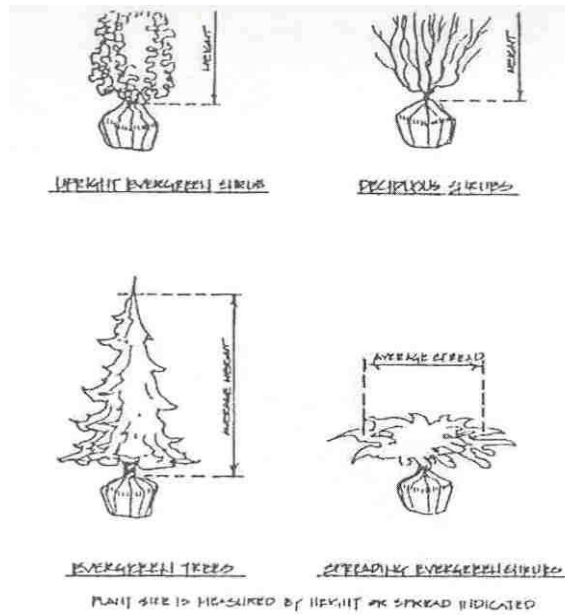 HEIGHT
HEIGHT
UPRIGHT EVERGREEN SHRUB
DECIDUOUS SHRUBS
AVERAGE HEIGHT
AVERAGE SPREAD
EVERGREEN TREES
SPREADING EVERGREEN SHRUBS
PLANT SIZE IS MEASURED BY HEIGHT OR SPREAD INDICATED